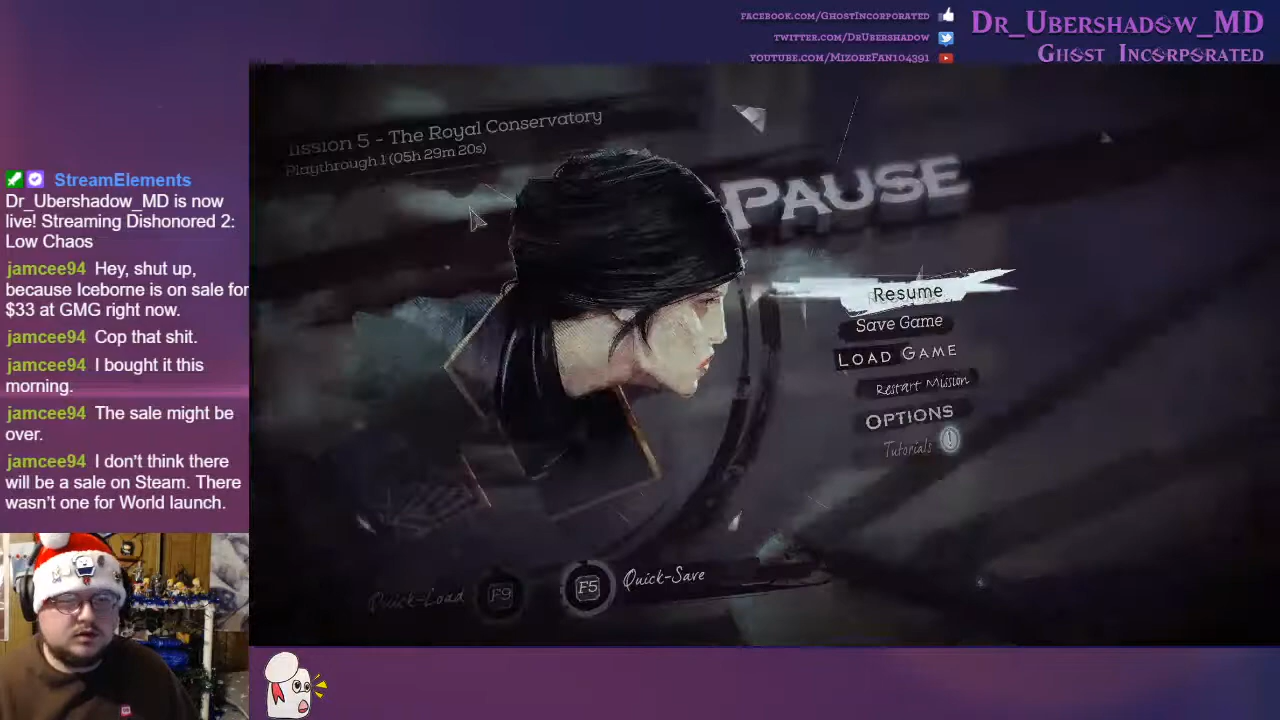 FACEBOOK.COM/GHOSTINCORPORATED
TWITTER.COM/DRUBERSHADOW
YOUTUBE.COM/MIZOREFAN104391
DR_UBERSHADOW_MD
GHOST INCORPORATED
StreamElements
Dr_Ubershadow_MD is now
live! Streaming Dishonored 2:
Low Chaos
jamcee94 Hey, shut up,
because Iceborne is on sale for
$33 at GMG right now.
jamcee94 Cop that shit.
jamcee94 I bought it this
morning.
jamcee94 The sale might be
over.
jamcee94 I don't think there
will be a sale on Steam. There
wasn't one for World launch.
Mission 5 - The Royal Conservatory
Playthrough 1 (05h 29m 20s)
PAUSE
Resume
Save Game
LOAD GAME
Restart Mission
OPTIONS
Tutorials !
Quick-Load F9
F5 Quick-Save